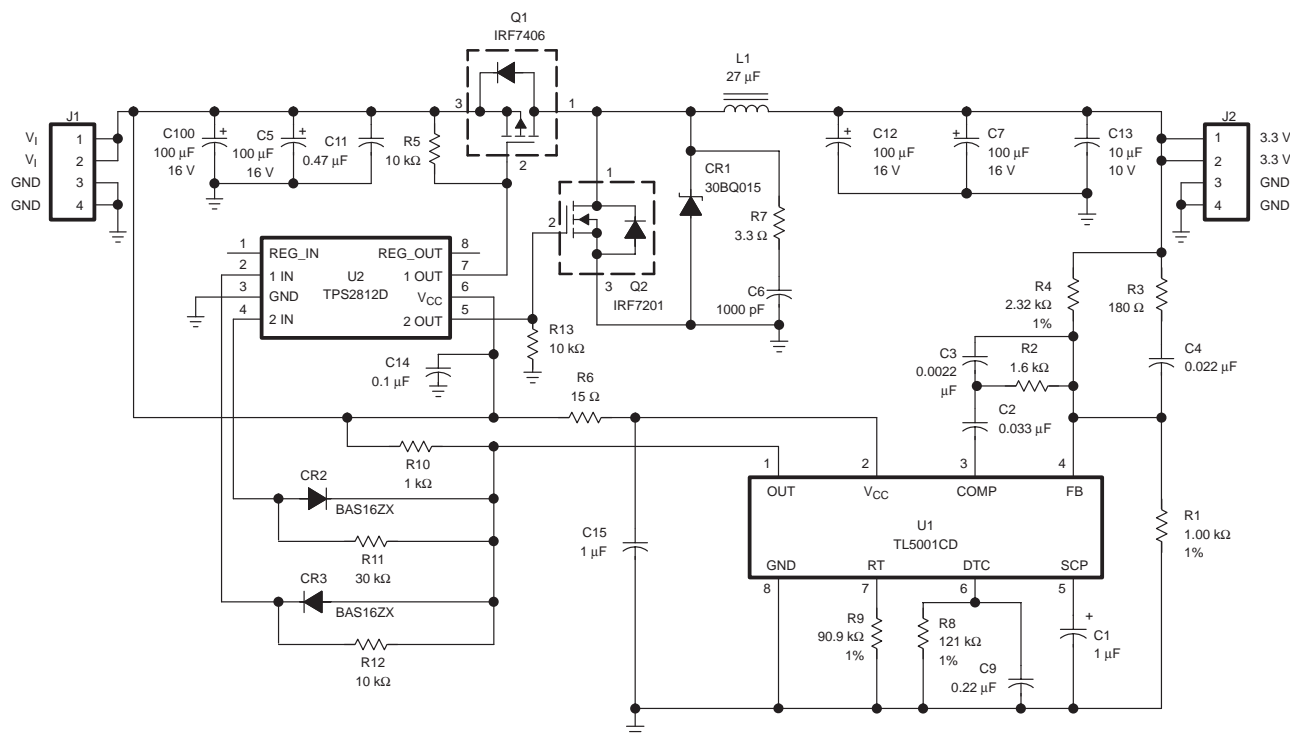 Q1
IRF7406
L1
27 μF
3
1
2
J1
VI
1
VI
2
GND
3
GND
4
C100
100 μF
16 V
+
C5
100 μF
16 V
+
C11
0.47 μF
R5
10 kΩ
1
2
3
Q2
IRF7201
CR1
30BQ015
R7
3.3 Ω
C6
1000 pF
+
C12
100 μF
16 V
+
C7
100 μF
16 V
C13
10 μF
10 V
J2
1
3.3 V
2
3.3 V
3
GND
4
GND
1
REG_IN
REG_OUT
8
2
1 IN
1 OUT
7
3
GND
VCC
6
4
2 IN
2 OUT
5
U2
TPS2812D
R13
10 kΩ
C14
0.1 μF
R6
15 Ω
R4
2.32 kΩ
1%
R3
180 Ω
C3
0.0022
μF
R2
1.6 kΩ
C4
0.022 μF
C2
0.033 μF
R10
1 kΩ
CR2
BAS16ZX
R11
30 kΩ
CR3
BAS16ZX
R12
10 kΩ
C15
1 μF
1
2
3
4
OUT
VCC
COMP
FB
U1
TL5001CD
GND
RT
DTC
SCP
8
7
6
5
R1
1.00 kΩ
1%
R9
90.9 kΩ
1%
R8
121 kΩ
1%
C9
0.22 μF
+
C1
1 μF